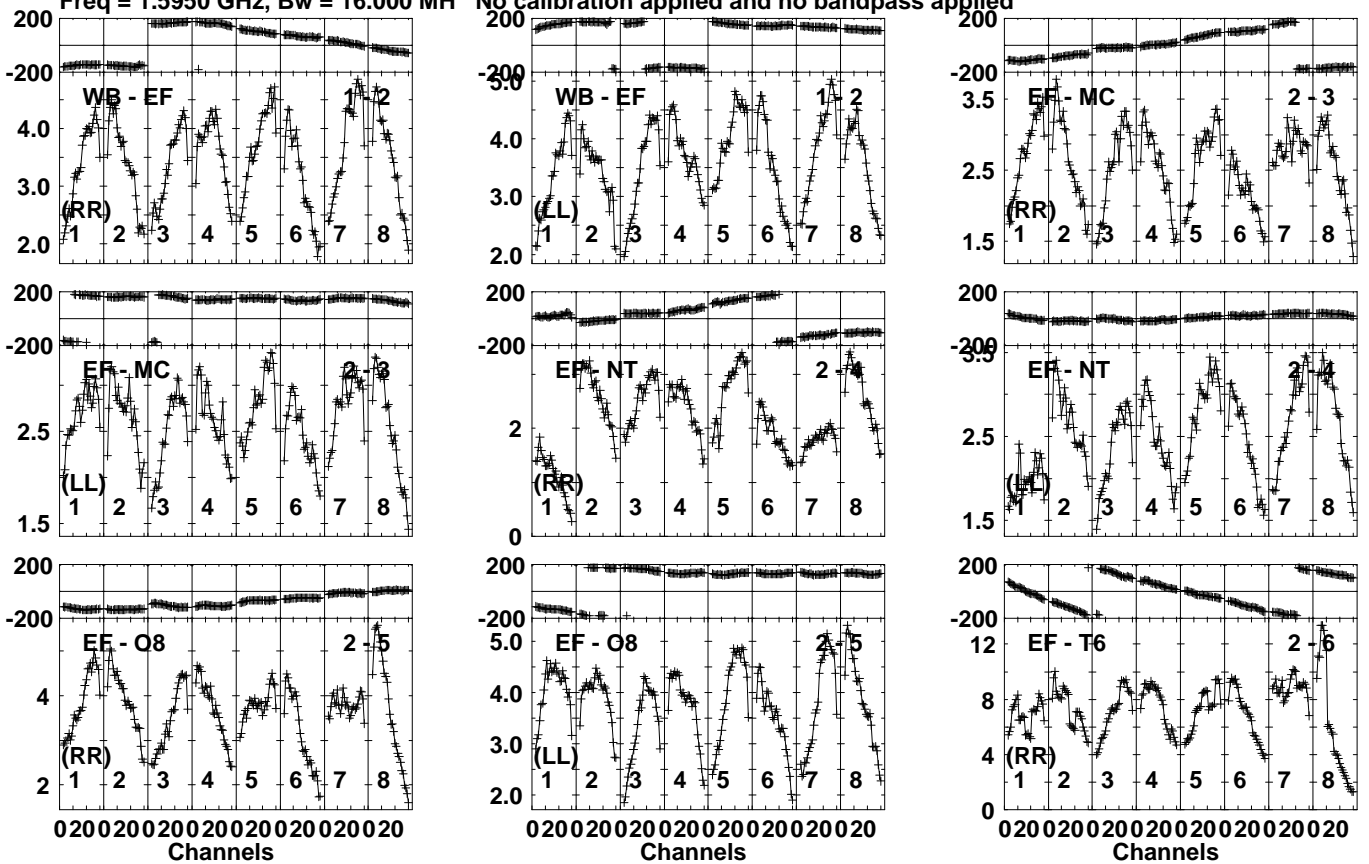 Freq = 1.5950 GHz, Bw = 16.000 MH No calibration applied and no bandpass applied
200
-200
WB - EF 1 - 2
4.0
3.0
2.0
(RR)
1 2 3 4 5 6 7 8
200
-200
5.0
WB - EF 1 - 2
4.0
3.0
2.0
(LL)
1 2 3 4 5 6 7 8
200
-200
EF - MC 2 - 3
3.5
2.5
1.5
(RR)
1 2 3 4 5 6 7 8
200
-200
EF - MC 2 - 3
2.5
1.5
(LL)
1 2 3 4 5 6 7 8
200
-200
EF - NT 2 - 4
2
0
(RR)
1 2 3 4 5 6 7 8
200
-200
3.5
EF - NT 2 - 4
2.5
1.5
(LL)
1 2 3 4 5 6 7 8
200
-200
EF - O8 2 - 5
4
2
(RR)
1 2 3 4 5 6 7 8
0 20 0 20 0 20 0 20 0 20 0 20 0 20 0 20
Channels
200
-200
5.0
EF - O8 2 - 5
4.0
3.0
2.0
(LL)
1 2 3 4 5 6 7 8
0 20 0 20 0 20 0 20 0 20 0 20 0 20 0 20
Channels
200
-200
12
EF - T6 2 - 6
8
4
0
(RR)
1 2 3 4 5 6 7 8
0 20 0 20 0 20 0 20 0 20 0 20 0 20 0 20
Channels